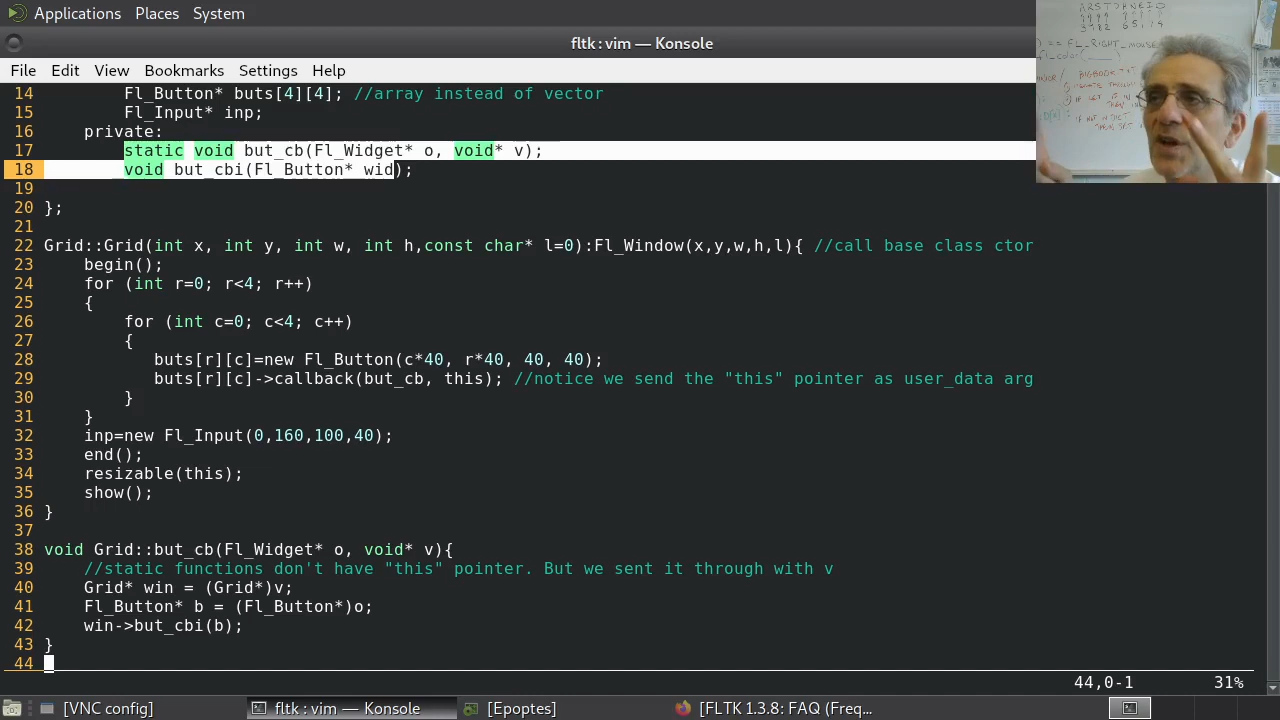 Applications Places System
fltk : vim — Konsole
File Edit View Bookmarks Settings Help
14 Fl_Button* buts[4][4]; //array instead of vector
15 Fl_Input* inp;
16 private:
17 static void but_cb(Fl_Widget* o, void* v);
18 void but_cbi(Fl_Button* wid);
19
20 };
21
22 Grid::Grid(int x, int y, int w, int h,const char* l=0):Fl_Window(x,y,w,h,l){ //call base class ctor
23 begin();
24 for (int r=0; r<4; r++)
25 {
26 for (int c=0; c<4; c++)
27 {
28 buts[r][c]=new Fl_Button(c*40, r*40, 40, 40);
29 buts[r][c]->callback(but_cb, this); //notice we send the "this" pointer as user_data arg
30 }
31 }
32 inp=new Fl_Input(0,160,100,40);
33 end();
34 resizable(this);
35 show();
36 }
37
38 void Grid::but_cb(Fl_Widget* o, void* v){
39 //static functions don't have "this" pointer. But we sent it through with v
40 Grid* win = (Grid*)v;
41 Fl_Button* b = (Fl_Button*)o;
42 win->but_cbi(b);
43 }
44
44,0-1 31%
[VNC config] fltk : vim — Konsole [Epoptes] [FLTK 1.3.8: FAQ (Freq...
== FL_RIGHT_MOUSE
fl_color(